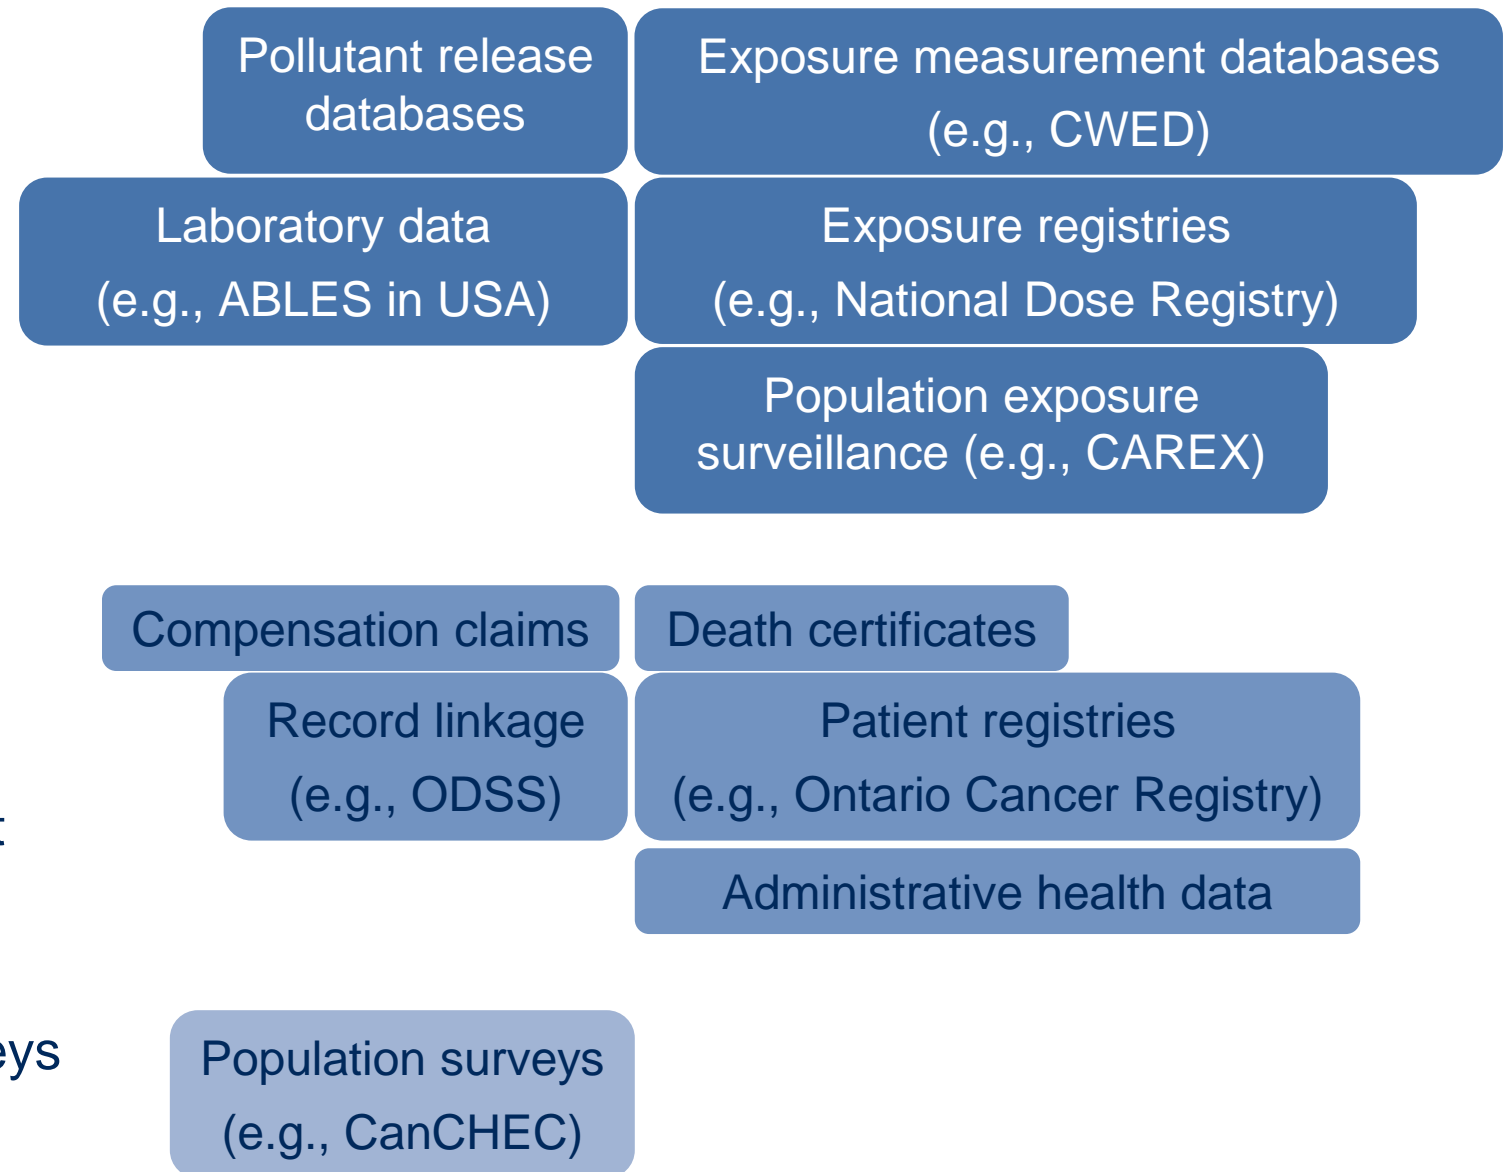 Pollutant release
databases
Exposure measurement databases
(e.g., CWED)
Laboratory data
(e.g., ABLES in USA)
Exposure registries
(e.g., National Dose Registry)
Population exposure
surveillance (e.g., CAREX)
Compensation claims
Death certificates
Record linkage
(e.g., ODSS)
Patient registries
(e.g., Ontario Cancer Registry)
Administrative health data
Population surveys
(e.g., CanCHEC)